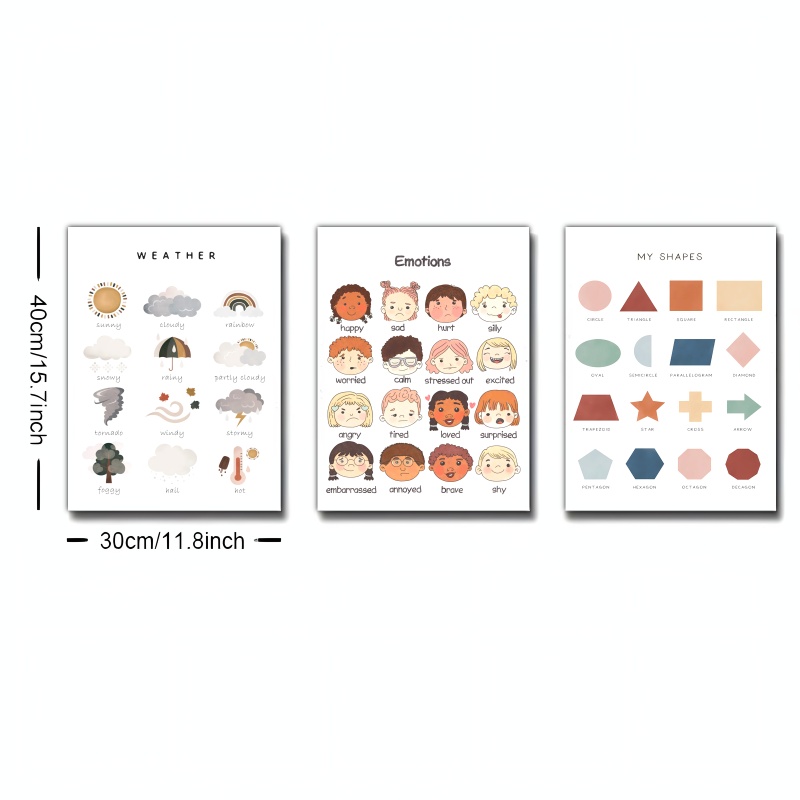 40cm/15.7inch
30cm/11.8inch
WEATHER
sunny cloudy rainbow
snowy rainy partly cloudy
tornado windy stormy
foggy hail hot
Emotions
happy sad hurt silly
worried calm stressed out excited
angry tired loved surprised
embarrassed annoyed brave shy
MY SHAPES
CIRCLE TRIANGLE SQUARE RECTANGLE
OVAL SEMICIRCLE PARALLELOGRAM DIAMOND
TRAPEZOID STAR CROSS ARROW
PENTAGON HEXAGON OCTAGON DECAGON